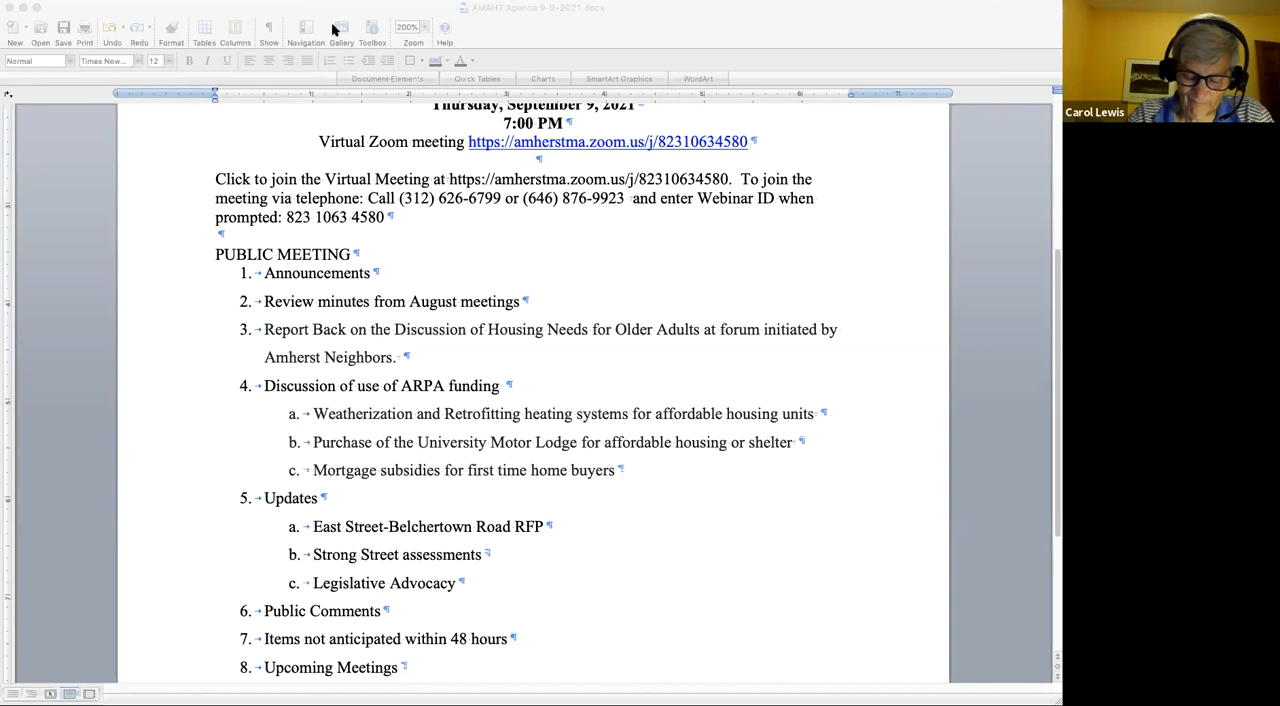 AMAHT Agenda 9-9-2021.docx
New Open Save Print Undo Redo Format Tables Columns Show Navigation Gallery Toolbox Zoom Help
200%
Normal Times New... 12 B I U
Document Elements Quick Tables Charts SmartArt Graphics WordArt
Thursday, September 9, 2021
7:00 PM
Virtual Zoom meeting https://amherstma.zoom.us/j/82310634580
Click to join the Virtual Meeting at https://amherstma.zoom.us/j/82310634580. To join the
meeting via telephone: Call (312) 626-6799 or (646) 876-9923 and enter Webinar ID when
prompted: 823 1063 4580
PUBLIC MEETING
1. Announcements
2. Review minutes from August meetings
3. Report Back on the Discussion of Housing Needs for Older Adults at forum initiated by
Amherst Neighbors.
4. Discussion of use of ARPA funding
a. Weatherization and Retrofitting heating systems for affordable housing units
b. Purchase of the University Motor Lodge for affordable housing or shelter
c. Mortgage subsidies for first time home buyers
5. Updates
a. East Street-Belchertown Road RFP
b. Strong Street assessments
c. Legislative Advocacy
6. Public Comments
7. Items not anticipated within 48 hours
8. Upcoming Meetings
Carol Lewis